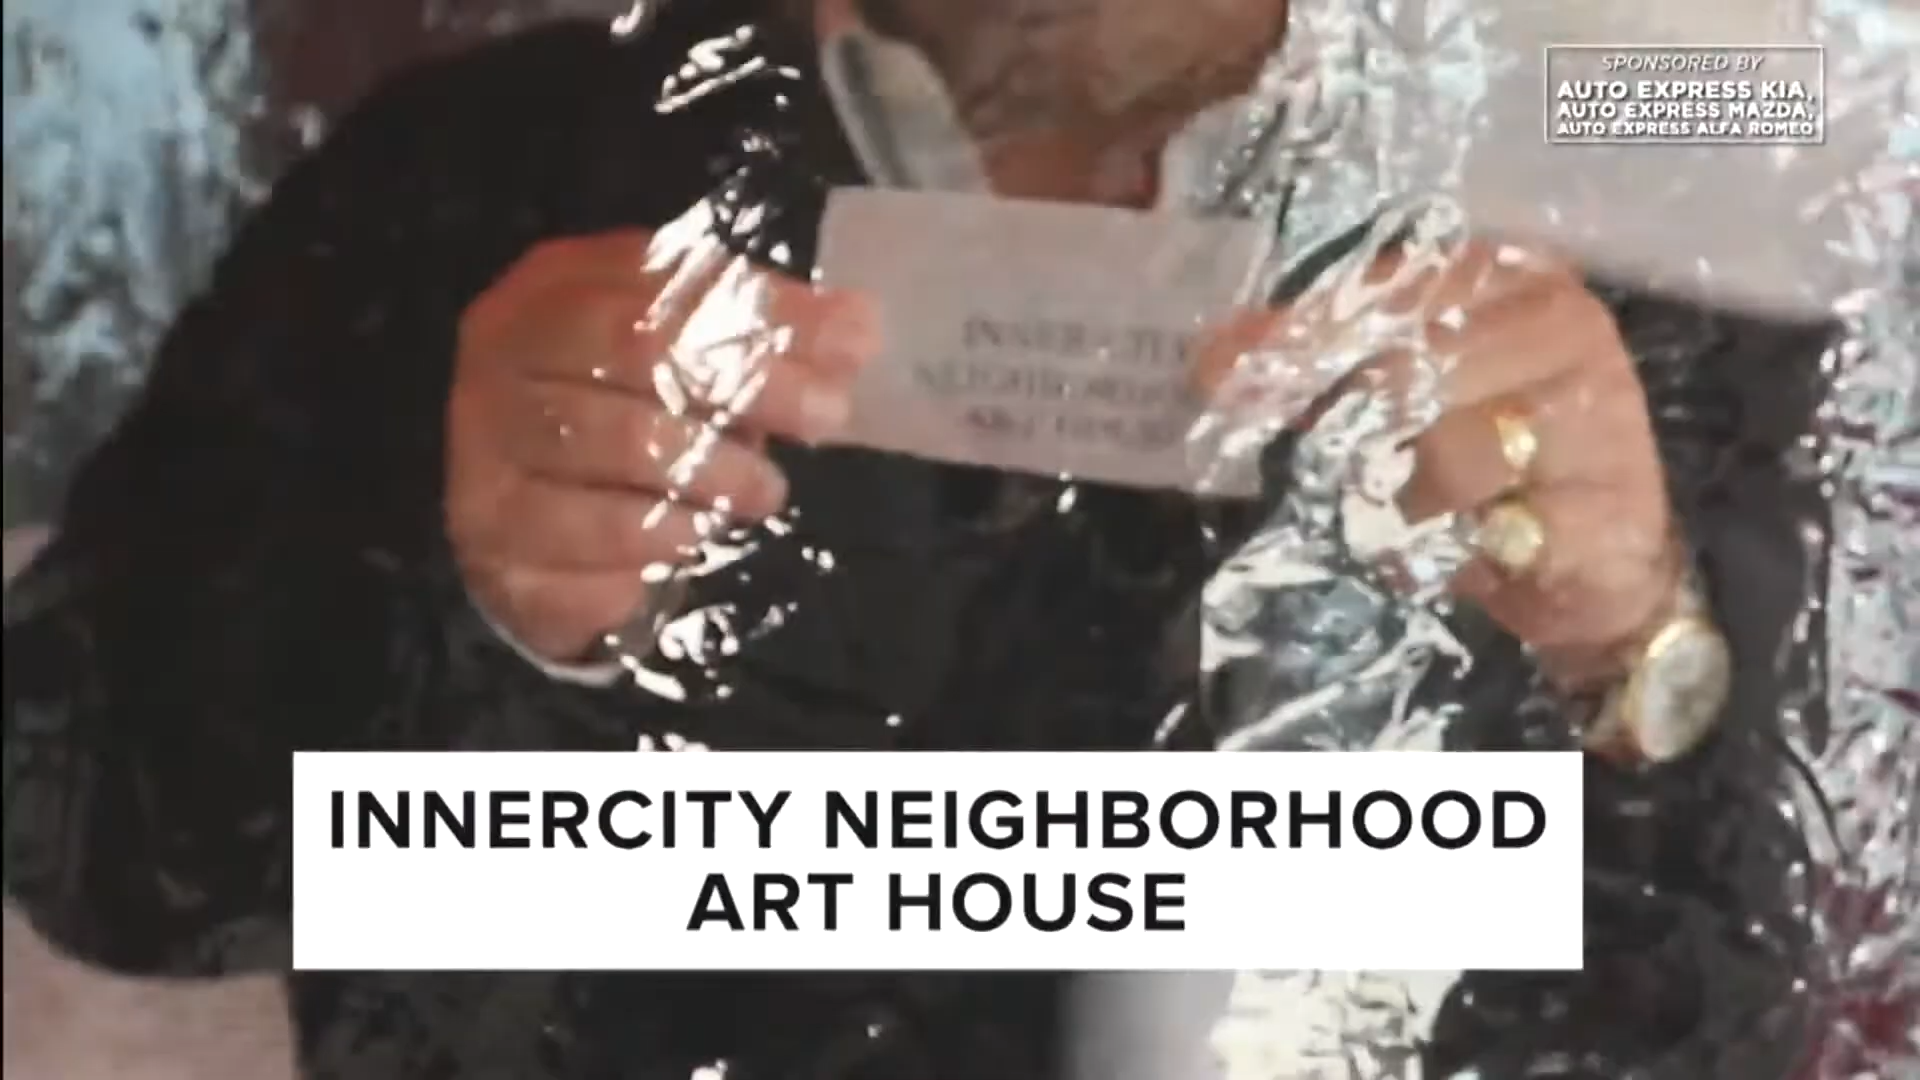 SPONSORED BY
AUTO EXPRESS KIA,
AUTO EXPRESS MAZDA,
AUTO EXPRESS ALFA ROMEO
INNERCITY NEIGHBORHOOD
ART HOUSE